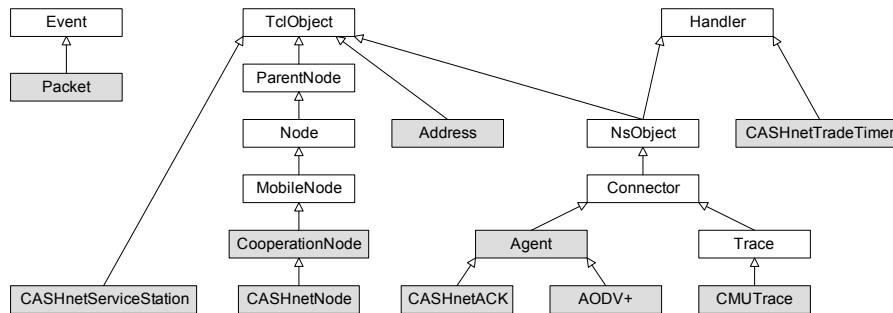 Event
TclObject
Handler
Packet
ParentNode
Node
Address
NsObject
CASHnetTradeTimer
MobileNode
Connector
CooperationNode
Agent
Trace
CASHnetServiceStation
CASHnetNode
CASHnetACK
AODV+
CMUTrace